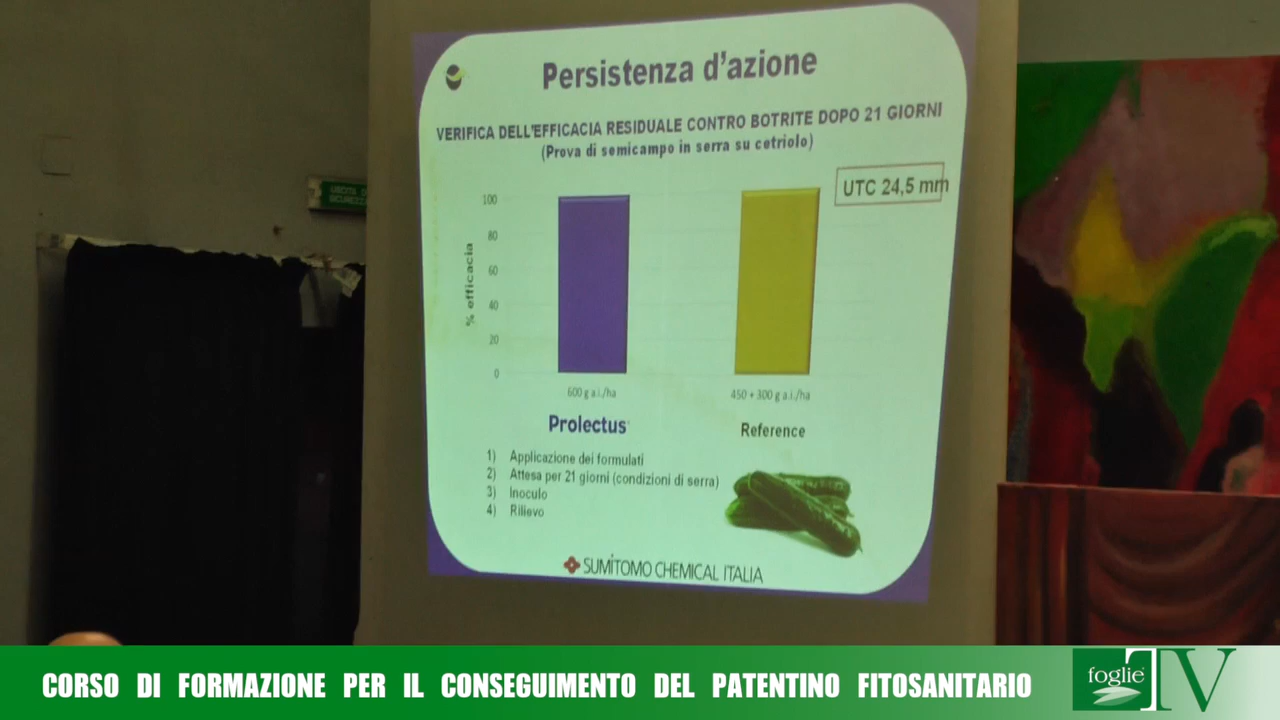 Persistenza d'azione
VERIFICA DELL'EFFICACIA RESIDUALE CONTRO BOTRITE DOPO 21 GIORNI
(Prova di semicampo in serra su cetriolo)
UTC 24,5 mm
USCITA DI
SICUREZZA
% efficacia
100
80
60
40
20
0
600 g a.i./ha
450 + 300 g a.i./ha
Prolectus
Reference
1) Applicazione dei formulati
2) Attesa per 21 giorni (condizioni di serra)
3) Inoculo
4) Rilievo
SUMITOMO CHEMICAL ITALIA
CORSO DI FORMAZIONE PER IL CONSEGUIMENTO DEL PATENTINO FITOSANITARIO
foglie TV